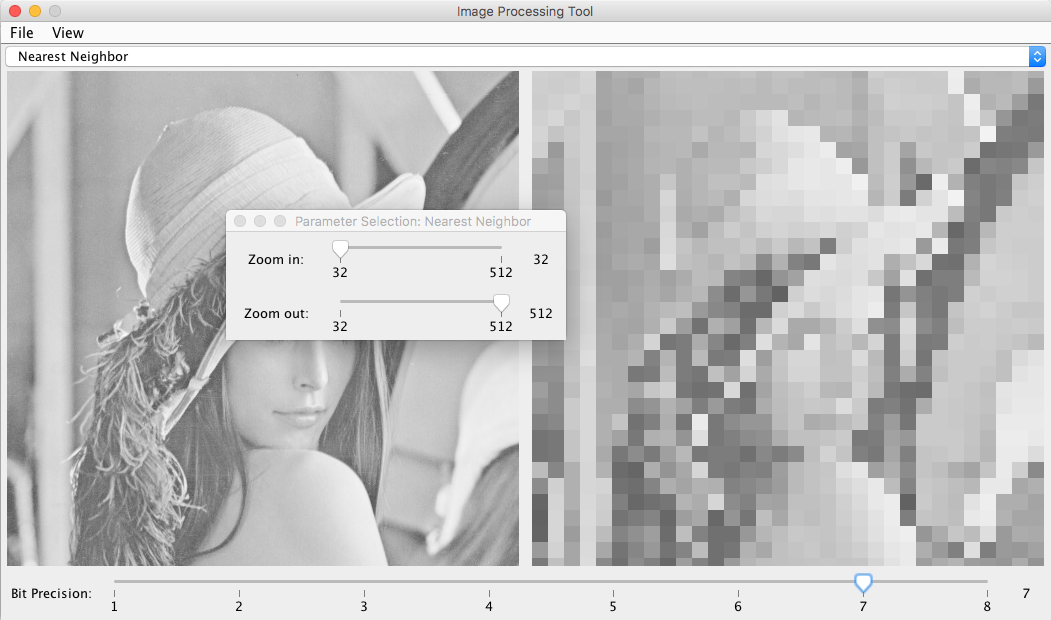 Image Processing Tool
File View
Nearest Neighbor
Parameter Selection: Nearest Neighbor
Zoom in: 32
32 512
Zoom out: 512
32 512
Bit Precision: 7
1 2 3 4 5 6 7 8